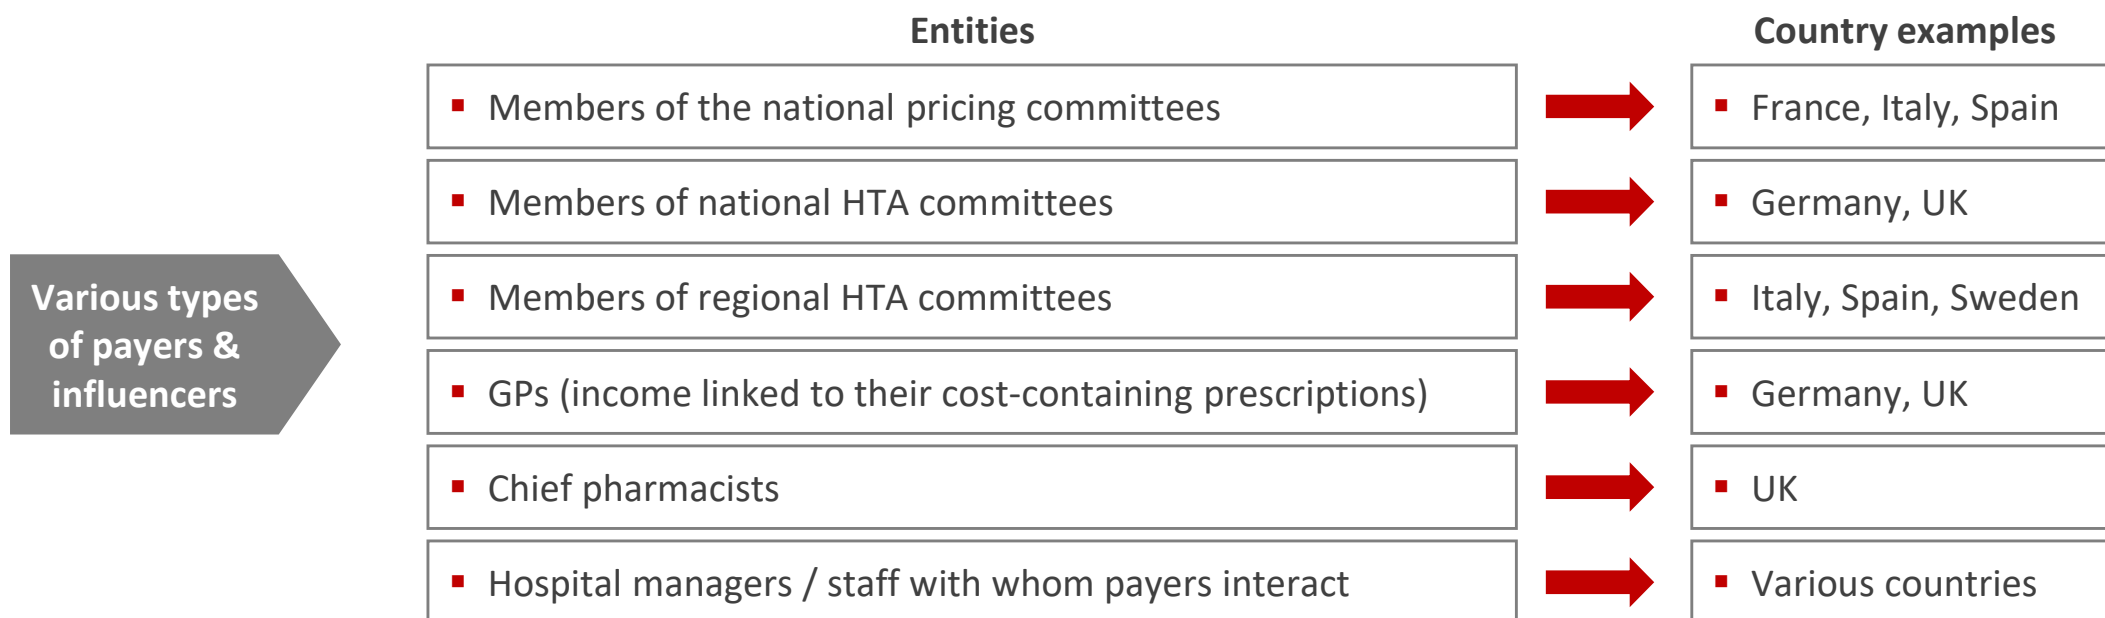 Entities
Country examples
Various types
of payers &
influencers
▪ Members of the national pricing committees
▪ France, Italy, Spain
▪ Members of national HTA committees
▪ Germany, UK
▪ Members of regional HTA committees
▪ Italy, Spain, Sweden
▪ GPs (income linked to their cost-containing prescriptions)
▪ Germany, UK
▪ Chief pharmacists
▪ UK
▪ Hospital managers / staff with whom payers interact
▪ Various countries